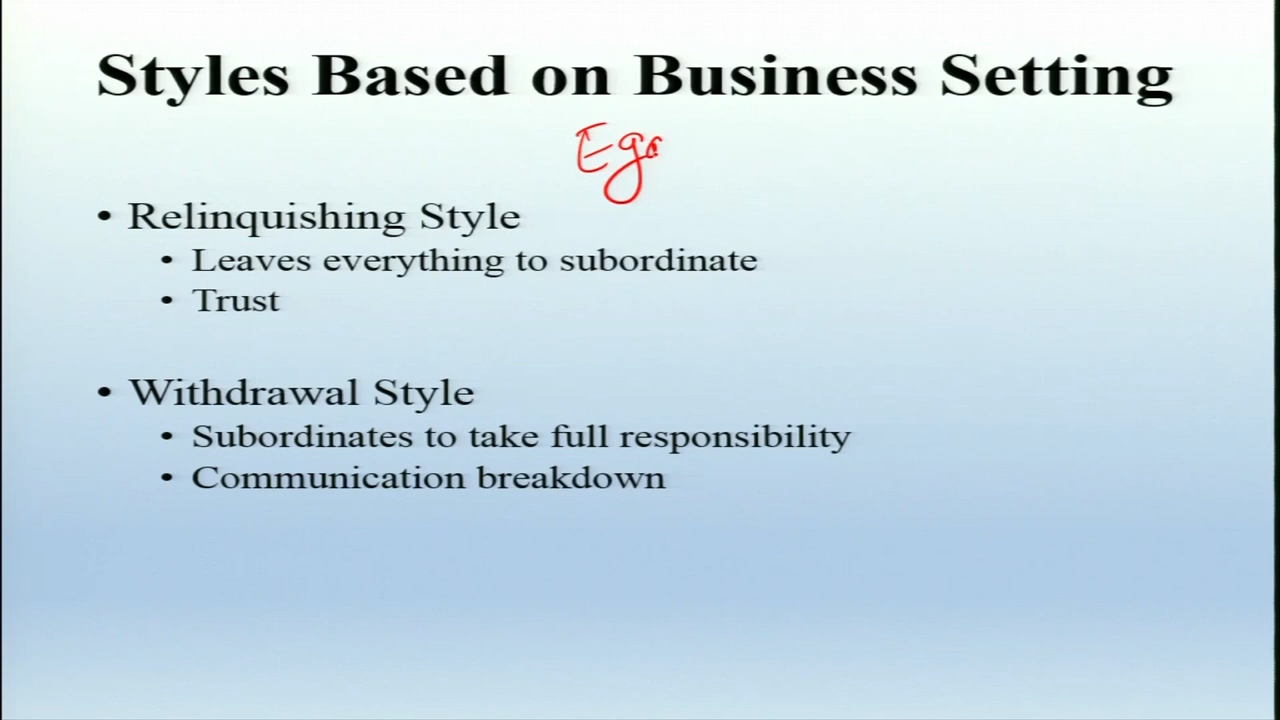 Styles Based on Business Setting
Ego
• Relinquishing Style
• Leaves everything to subordinate
• Trust
• Withdrawal Style
• Subordinates to take full responsibility
• Communication breakdown